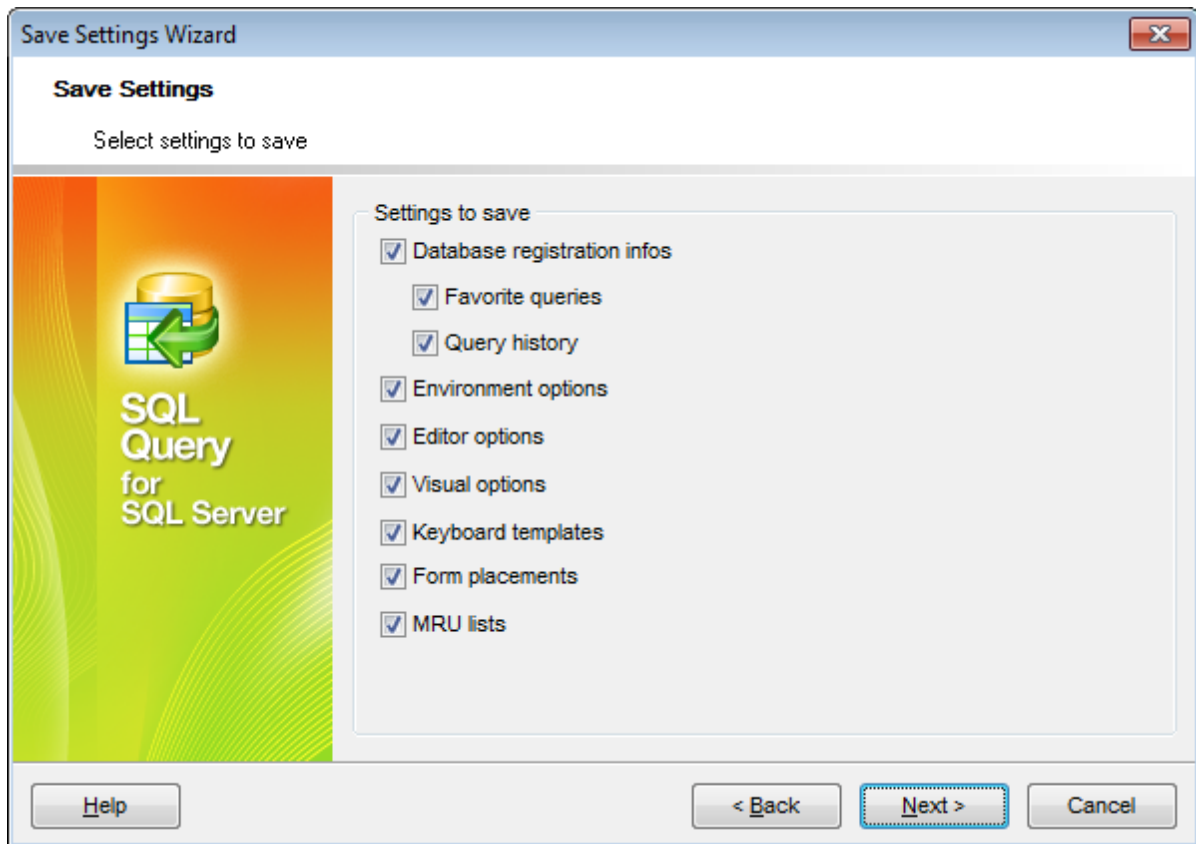 Save Settings Wizard
Save Settings
Select settings to save
SQL
Query
for
SQL Server
Settings to save
Database registration infos
Favorite queries
Query history
Environment options
Editor options
Visual options
Keyboard templates
Form placements
MRU lists
Help
< Back
Next >
Cancel